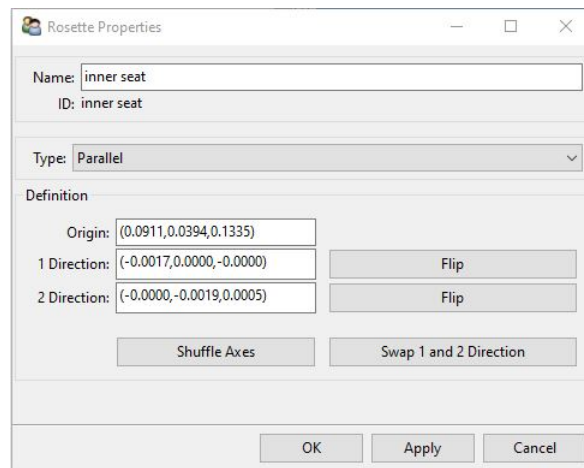 Rosette Properties
Name: inner seat
ID: inner seat
Type: Parallel
Definition
Origin: (0.0911,0.0394,0.1335)
1 Direction: (-0.0017,0.0000,-0.0000) Flip
2 Direction: (-0.0000,-0.0019,0.0005) Flip
Shuffle Axes Swap 1 and 2 Direction
OK Apply Cancel